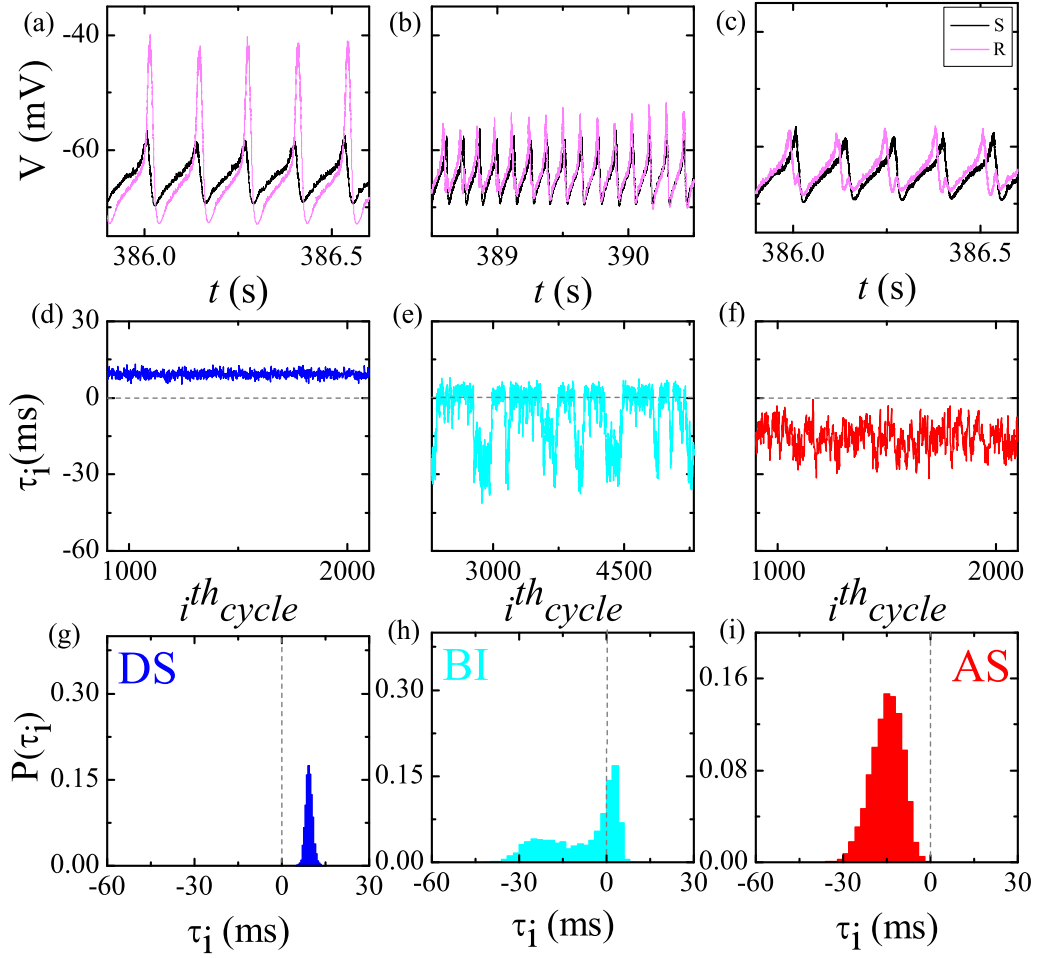 (a)
(b)
(c)
S
R
V (mV)
-40
-60
386.0
386.5
389
390
386.0
386.5
t (s)
t (s)
t (s)
(d)
(e)
(f)
τi(ms)
30
0
-30
-60
1000
2000
3000
4500
1000
2000
ith cycle
ith cycle
ith cycle
(g)
(h)
(i)
DS
BI
AS
P(τi)
0.30
0.15
0.00
0.30
0.15
0.00
0.16
0.08
0.00
-60
-30
0
30
-60
-30
0
30
-60
-30
0
30
τi (ms)
τi (ms)
τi (ms)